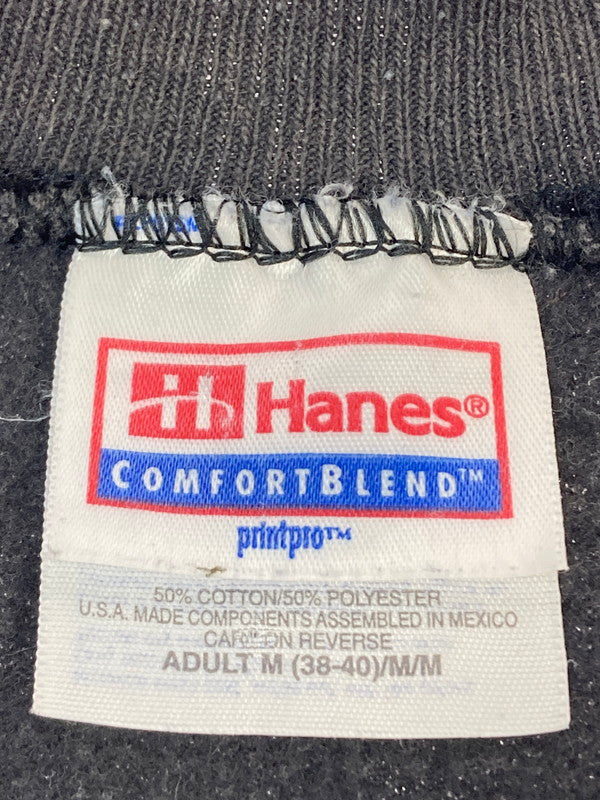 H Hanes®
COMFORTBLEND™
printpro™
50% COTTON/50% POLYESTER
U.S.A. MADE COMPONENTS ASSEMBLED IN MEXICO
CARE ON REVERSE
ADULT M (38-40)/M/M